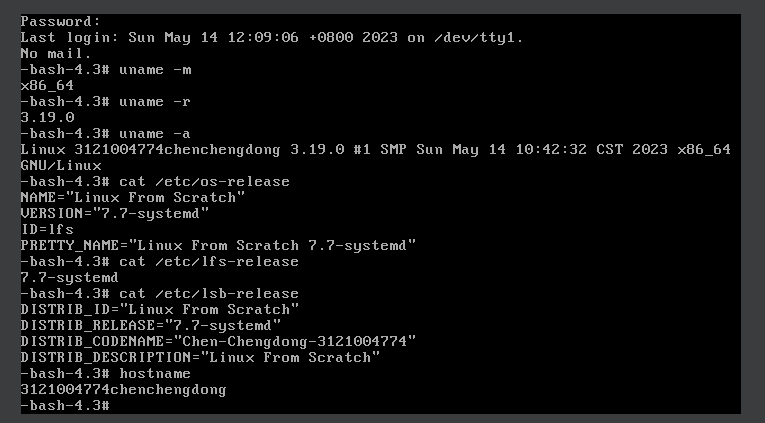 Password:
Last login: Sun May 14 12:09:06 +0800 2023 on /dev/tty1.
No mail.
-bash-4.3# uname -m
x86_64
-bash-4.3# uname -r
3.19.0
-bash-4.3# uname -a
Linux 3121004774chenchengdong 3.19.0 #1 SMP Sun May 14 10:42:32 CST 2023 x86_64
GNU/Linux
-bash-4.3# cat /etc/os-release
NAME="Linux From Scratch"
VERSION="7.7-systemd"
ID=lfs
PRETTY_NAME="Linux From Scratch 7.7-systemd"
-bash-4.3# cat /etc/lfs-release
7.7-systemd
-bash-4.3# cat /etc/lsb-release
DISTRIB_ID="Linux From Scratch"
DISTRIB_RELEASE="7.7-systemd"
DISTRIB_CODENAME="Chen-Chengdong-3121004774"
DISTRIB_DESCRIPTION="Linux From Scratch"
-bash-4.3# hostname
3121004774chenchengdong
-bash-4.3#